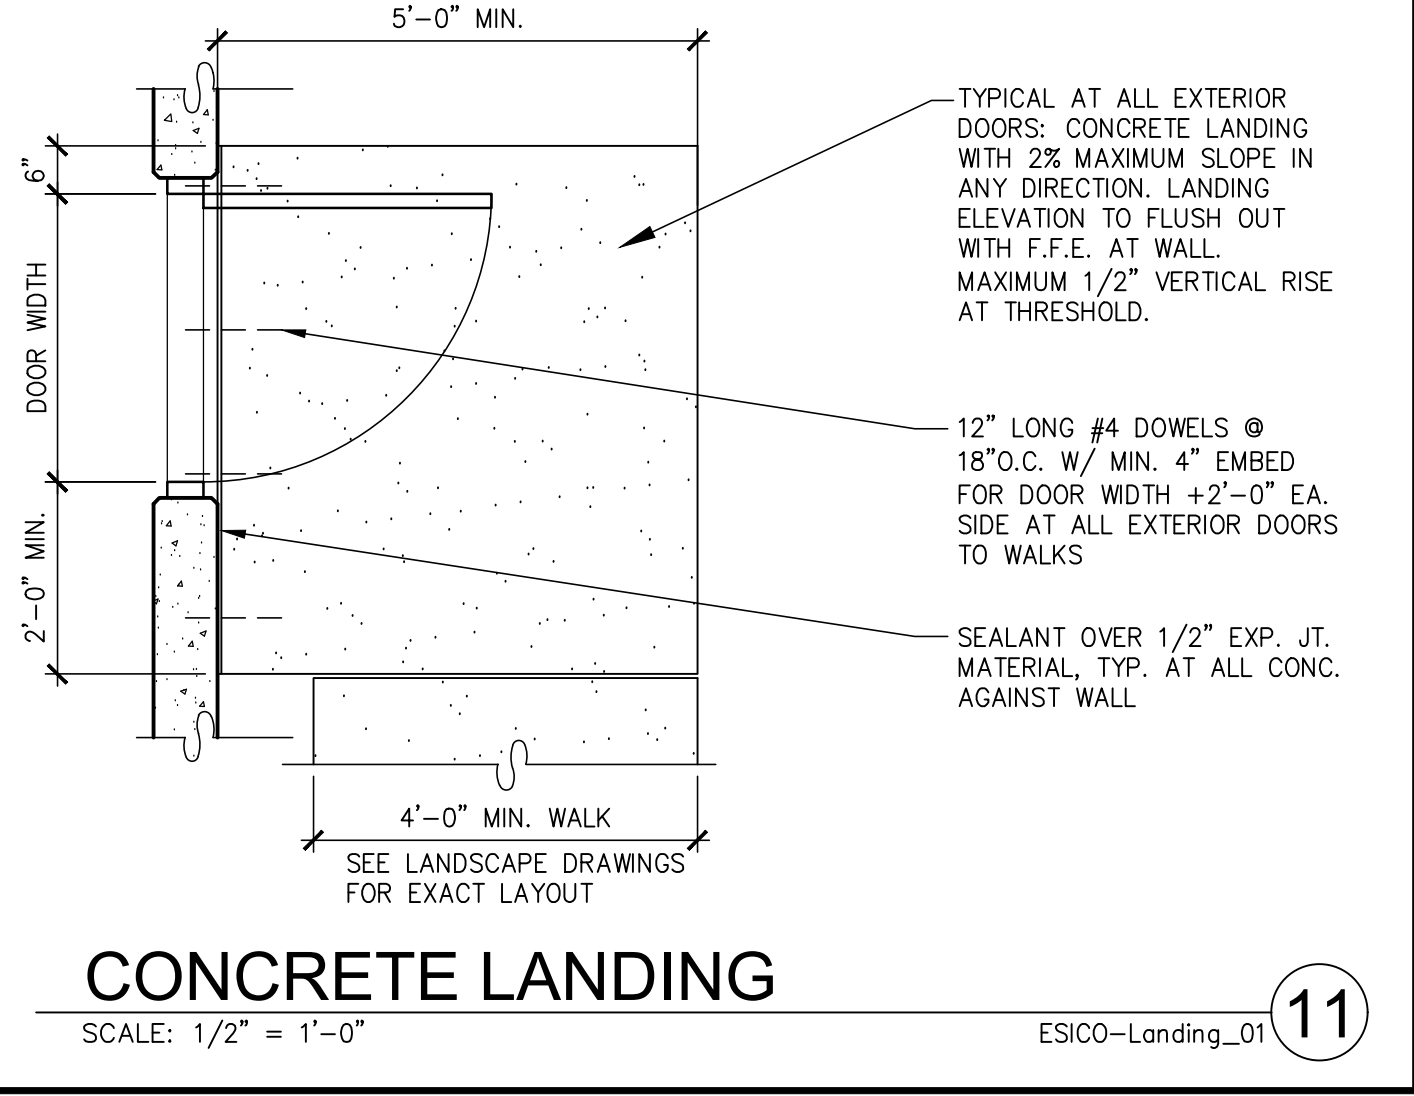 5'-0" MIN.
6"
DOOR WIDTH
2'-0" MIN.
TYPICAL AT ALL EXTERIOR
DOORS: CONCRETE LANDING
WITH 2% MAXIMUM SLOPE IN
ANY DIRECTION. LANDING
ELEVATION TO FLUSH OUT
WITH F.F.E. AT WALL.
MAXIMUM 1/2" VERTICAL RISE
AT THRESHOLD.
12" LONG #4 DOWELS @
18"O.C. W/ MIN. 4" EMBED
FOR DOOR WIDTH +2'-0" EA.
SIDE AT ALL EXTERIOR DOORS
TO WALKS
SEALANT OVER 1/2" EXP. JT.
MATERIAL, TYP. AT ALL CONC.
AGAINST WALL
4'-0" MIN. WALK
SEE LANDSCAPE DRAWINGS
FOR EXACT LAYOUT
CONCRETE LANDING
SCALE: 1/2" = 1'-0"
ESICO-Landing_01
11